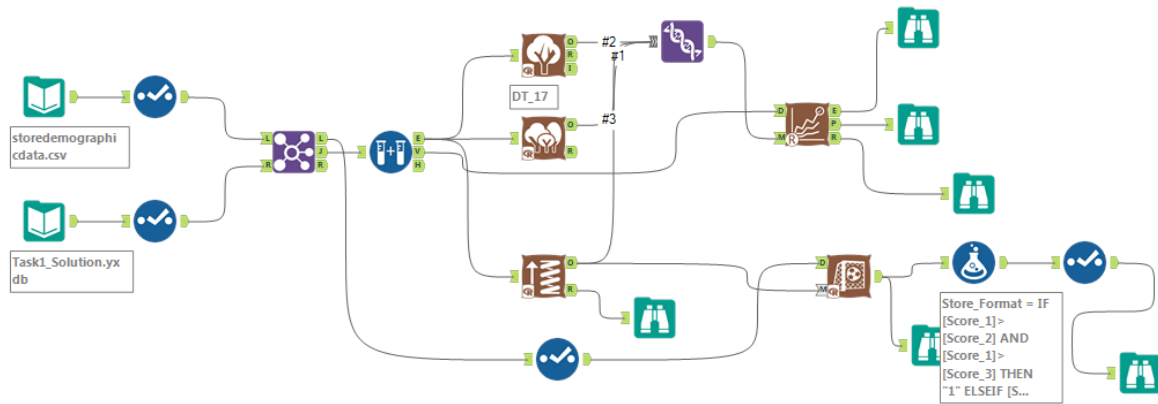 #2
#1
O
R
I
DT_17
#3
O
R
storedemographi
cdata.csv
L
R
L
J
R
E
V
H
D
M
E
P
R
R
Task1_Solution.yx
db
O
R
D
M
Store_Format = IF
[Score_1]>
[Score_2] AND
[Score_1]>
[Score_3] THEN
"1" ELSEIF [S...